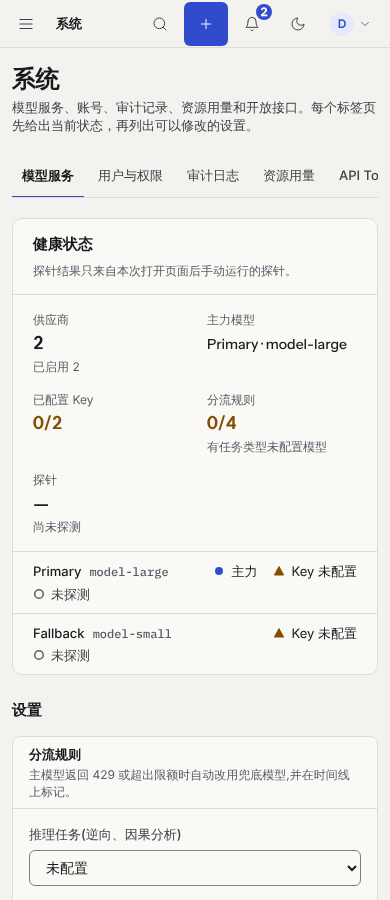 系统
2
D
系统
模型服务、账号、审计记录、资源用量和开放接口。每个标签页
先给出当前状态，再列出可以修改的设置。
模型服务 用户与权限 审计日志 资源用量 API To
健康状态
探针结果只来自本次打开页面后手动运行的探针。
供应商
2
已启用 2
主力模型
Primary · model-large
已配置 Key
0/2
分流规则
0/4
有任务类型未配置模型
探针
—
尚未探测
Primary model-large 主力 Key 未配置
未探测
Fallback model-small Key 未配置
未探测
设置
分流规则
主模型返回 429 或超出限额时自动改用兜底模型,并在时间线
上标记。
推理任务(逆向、因果分析)
未配置